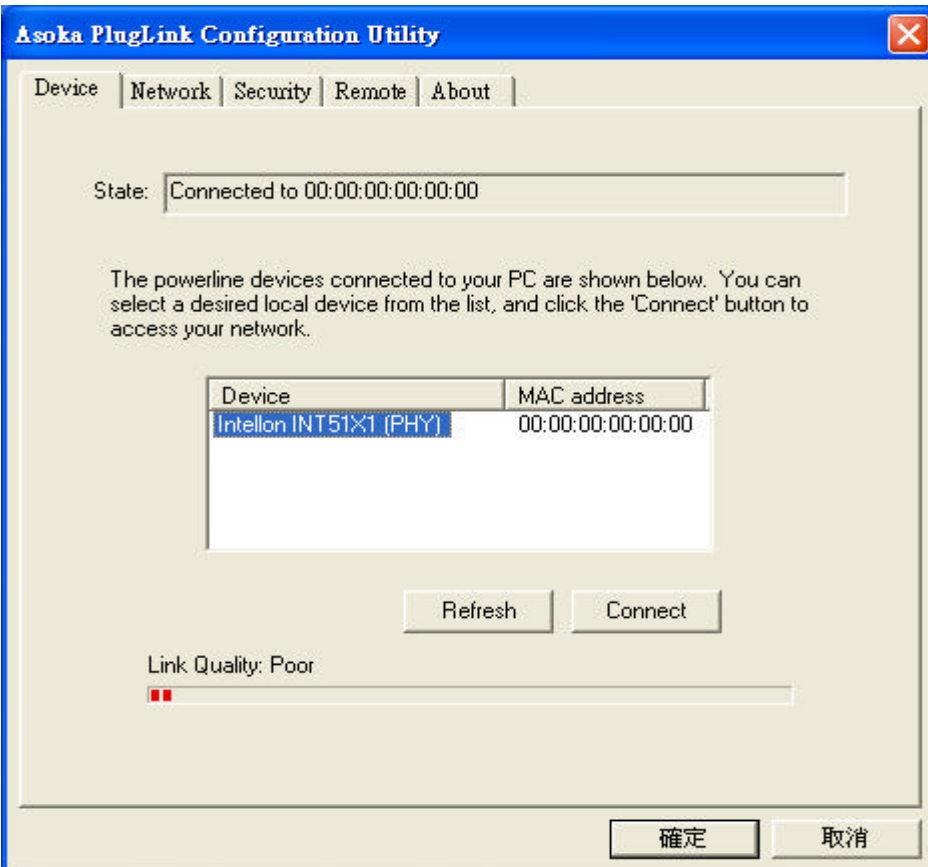 Asoka PlugLink Configuration Utility
Device Network Security Remote About
State: Connected to 00:00:00:00:00:00
The powerline devices connected to your PC are shown below. You can
select a desired local device from the list, and click the 'Connect' button to
access your network.
Device MAC address
Intellon INT51X1 (PHY) 00:00:00:00:00:00
Refresh Connect
Link Quality: Poor
確定 取消